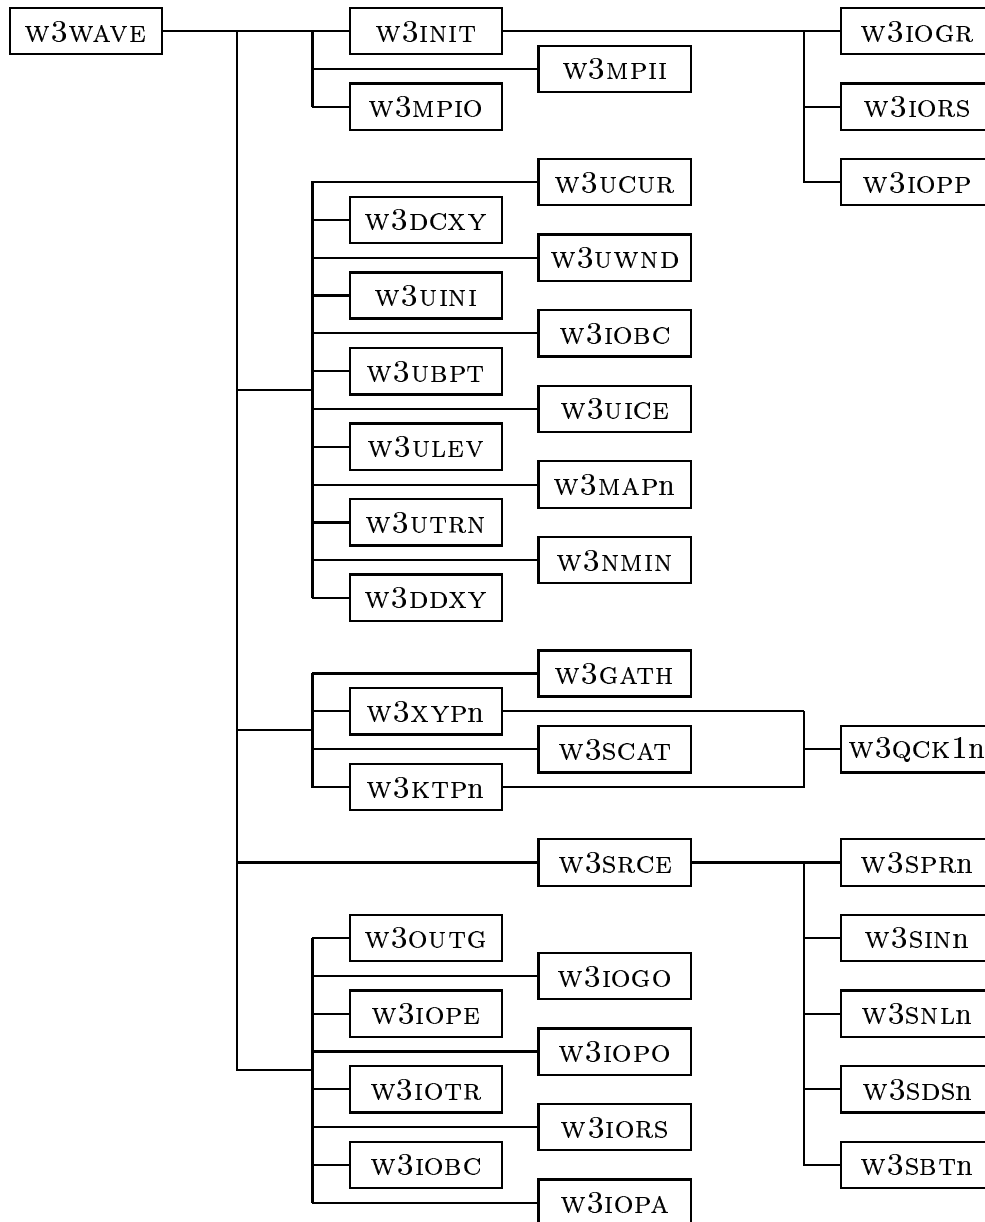 W3WAVE W3INIT W3IOGR
W3MPII
W3MPIO W3IORS
W3UCUR W3IOPP
W3DCXY
W3UWND
W3UINI
W3IOBC
W3UBPT
W3UICE
W3ULEV
W3MAPn
W3UTRN
W3NMIN
W3DDXY
W3GATH
W3XYPn
W3SCAT W3QCK1n
W3KTPn
W3SRCE W3SPRn
W3OUTG W3SINn
W3IOGO
W3IOPE W3SNLn
W3IOPO
W3IOTR W3SDSn
W3IORS
W3IOBC W3SBTn
W3IOPA